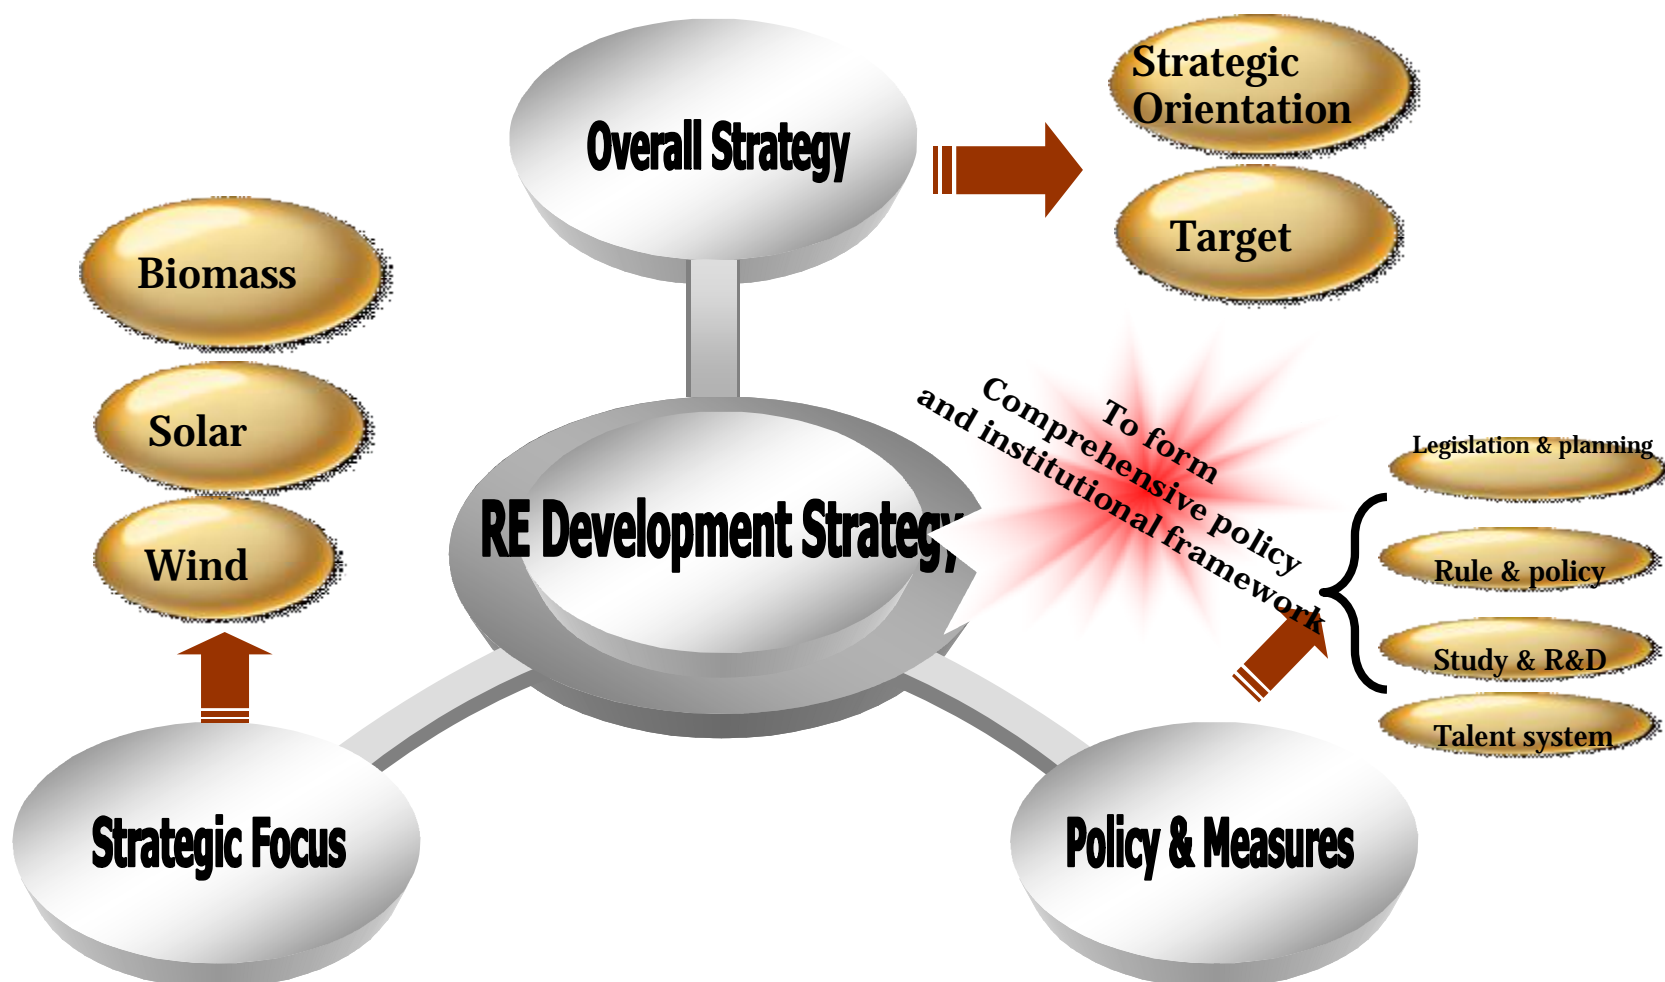 Overall Strategy
Strategic
Orientation
Target
Biomass
Solar
Wind
RE Development Strategy
To form
Comprehensive policy
and institutional framework
Legislation & planning
Rule & policy
Study & R&D
Talent system
Strategic Focus
Policy & Measures